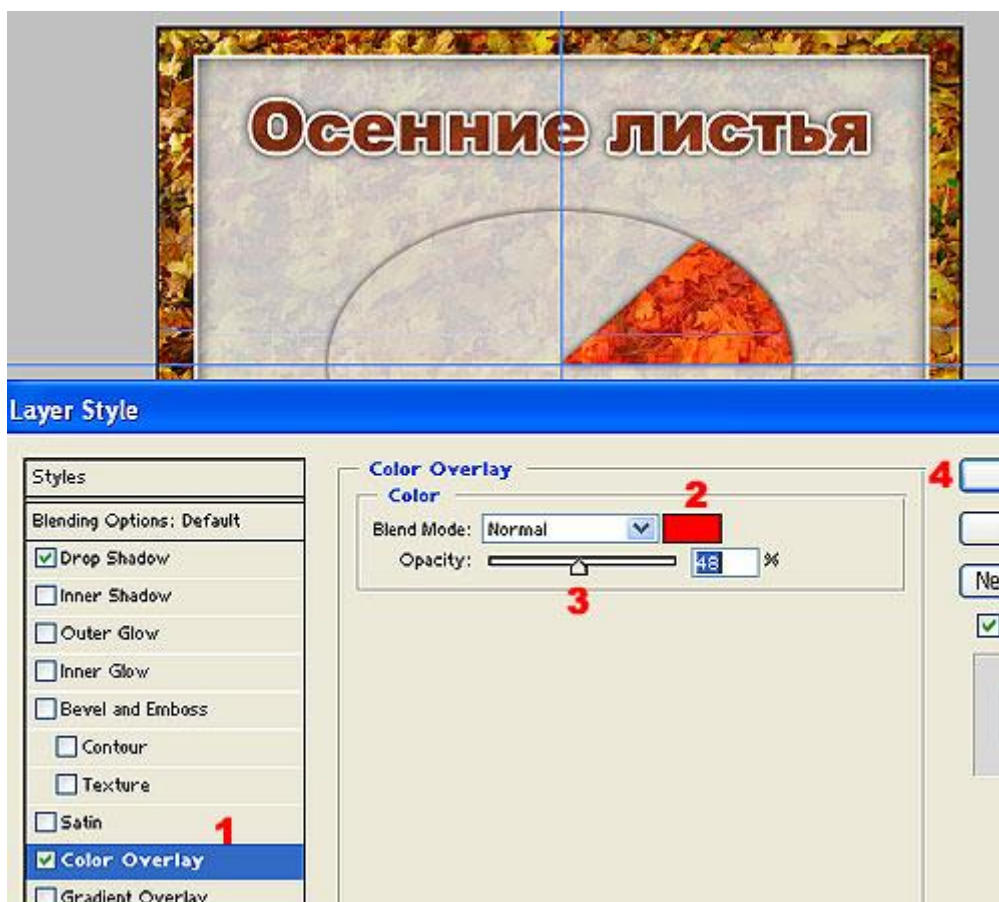 Осенние листья
Layer Style
Styles
Blending Options: Default
Drop Shadow
Inner Shadow
Outer Glow
Inner Glow
Bevel and Emboss
Contour
Texture
Satin
1
Color Overlay
Gradient Overlay
Color Overlay
Color
2
Blend Mode: Normal
Opacity: 48 %
3
4
Ne